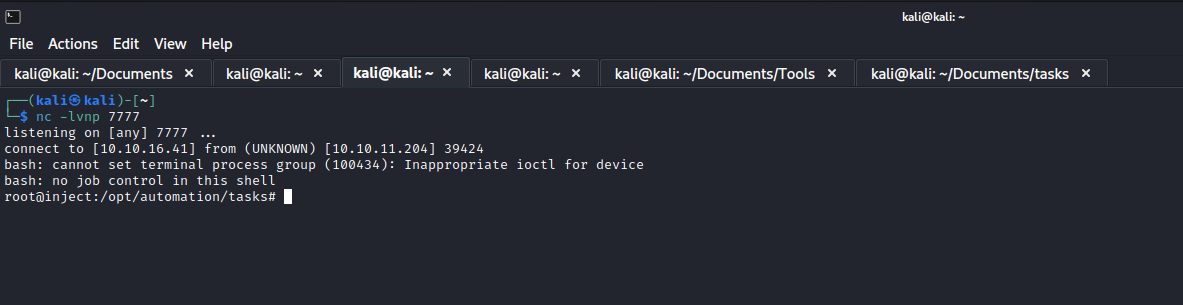 kali@kali: ~
File Actions Edit View Help
kali@kali: ~/Documents × kali@kali: ~ × kali@kali: ~ × kali@kali: ~ × kali@kali: ~/Documents/Tools × kali@kali: ~/Documents/tasks ×
┌──(kali㉿kali)-[~]
└─$ nc -lvnp 7777
listening on [any] 7777 ...
connect to [10.10.16.41] from (UNKNOWN) [10.10.11.204] 39424
bash: cannot set terminal process group (100434): Inappropriate ioctl for device
bash: no job control in this shell
root@inject:/opt/automation/tasks#